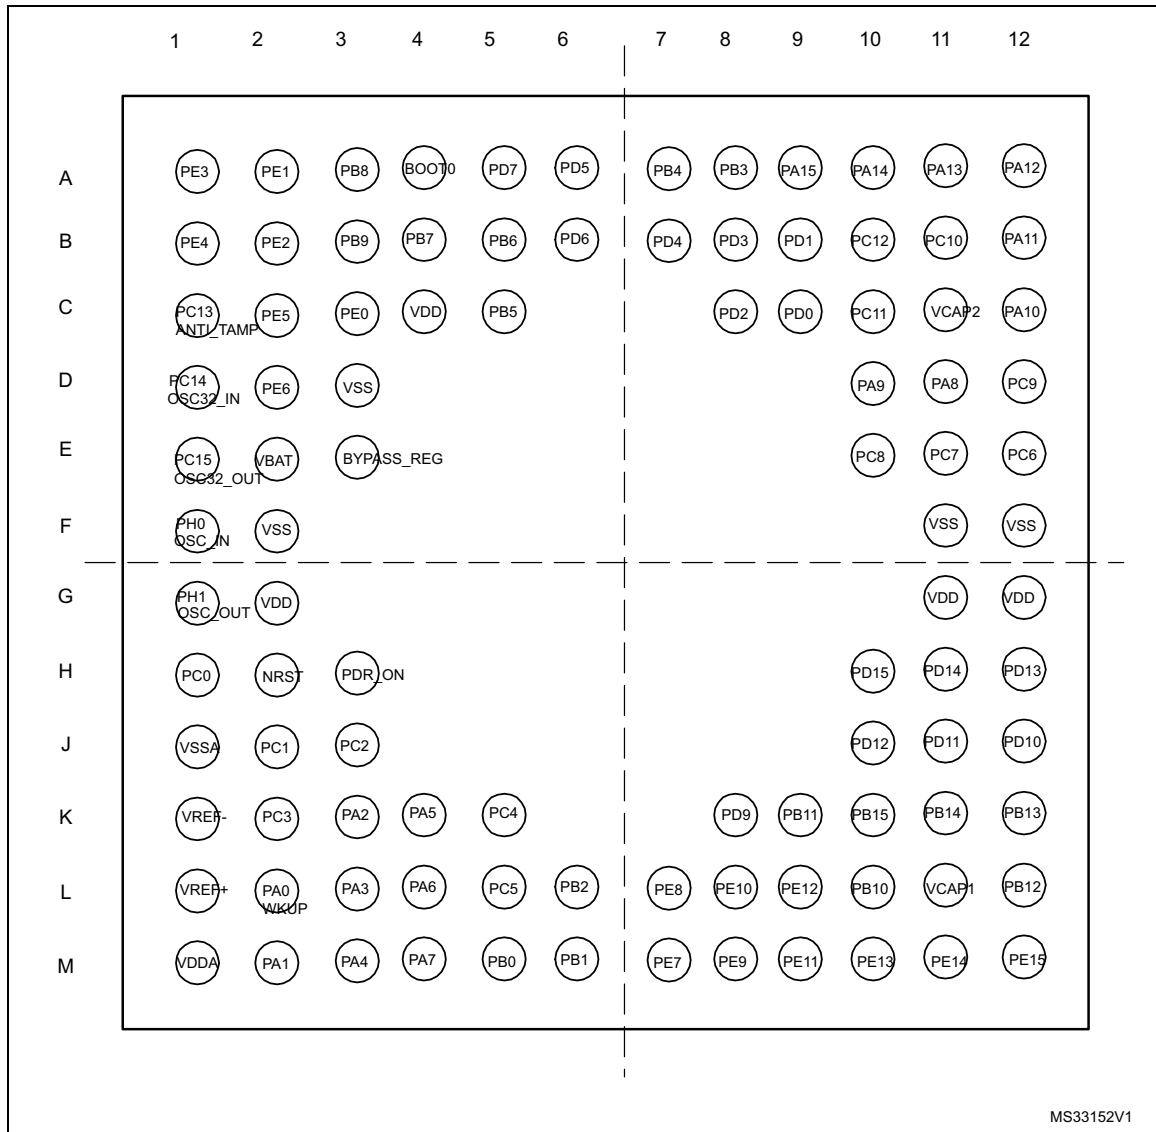 1 2 3 4 5 6 7 8 9 10 11 12
A PE3 PE1 PB8 BOOT0 PD7 PD5 PB4 PB3 PA15 PA14 PA13 PA12
B PE4 PE2 PB9 PB7 PB6 PD6 PD4 PD3 PD1 PC12 PC10 PA11
C PC13 PE5 PE0 VDD PB5 PD2 PD0 PC11 VCAP2 PA10
ANTI_TAMP
D PC14 PE6 VSS PA9 PA8 PC9
OSC32_IN
E PC15 VBAT BYPASS_REG PC8 PC7 PC6
OSC32_OUT
F PH0 VSS VSS VSS
OSC_IN
G PH1 VDD VDD VDD
OSC_OUT
H PC0 NRST PDR_ON PD15 PD14 PD13
J VSSA PC1 PC2 PD12 PD11 PD10
K VREF- PC3 PA2 PA5 PC4 PD9 PB11 PB15 PB14 PB13
L VREF+ PA0 PA3 PA6 PC5 PB2 PE8 PE10 PE12 PB10 VCAP1 PB12
WKUP
M VDDA PA1 PA4 PA7 PB0 PB1 PE7 PE9 PE11 PE13 PE14 PE15
MS33152V1